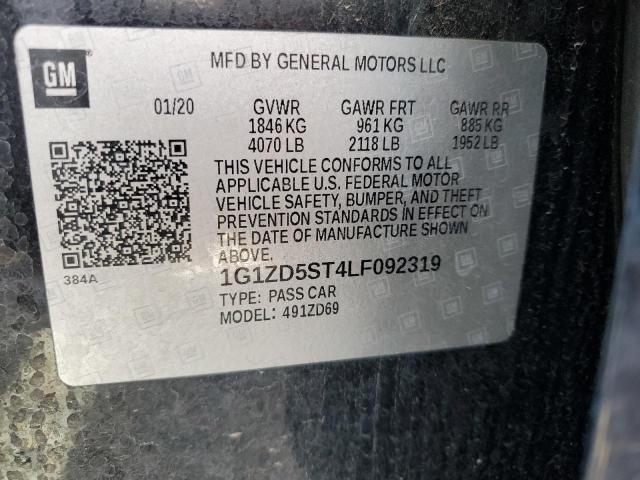 GM
MFD BY GENERAL MOTORS LLC
01/20 GVWR GAWR FRT GAWR RR
1846 KG 961 KG 885 KG
4070 LB 2118 LB 1952 LB
THIS VEHICLE CONFORMS TO ALL
APPLICABLE U.S. FEDERAL MOTOR
VEHICLE SAFETY, BUMPER, AND THEFT
PREVENTION STANDARDS IN EFFECT ON
THE DATE OF MANUFACTURE SHOWN
ABOVE.
384A
1G1ZD5ST4LF092319
TYPE: PASS CAR
MODEL: 491ZD69